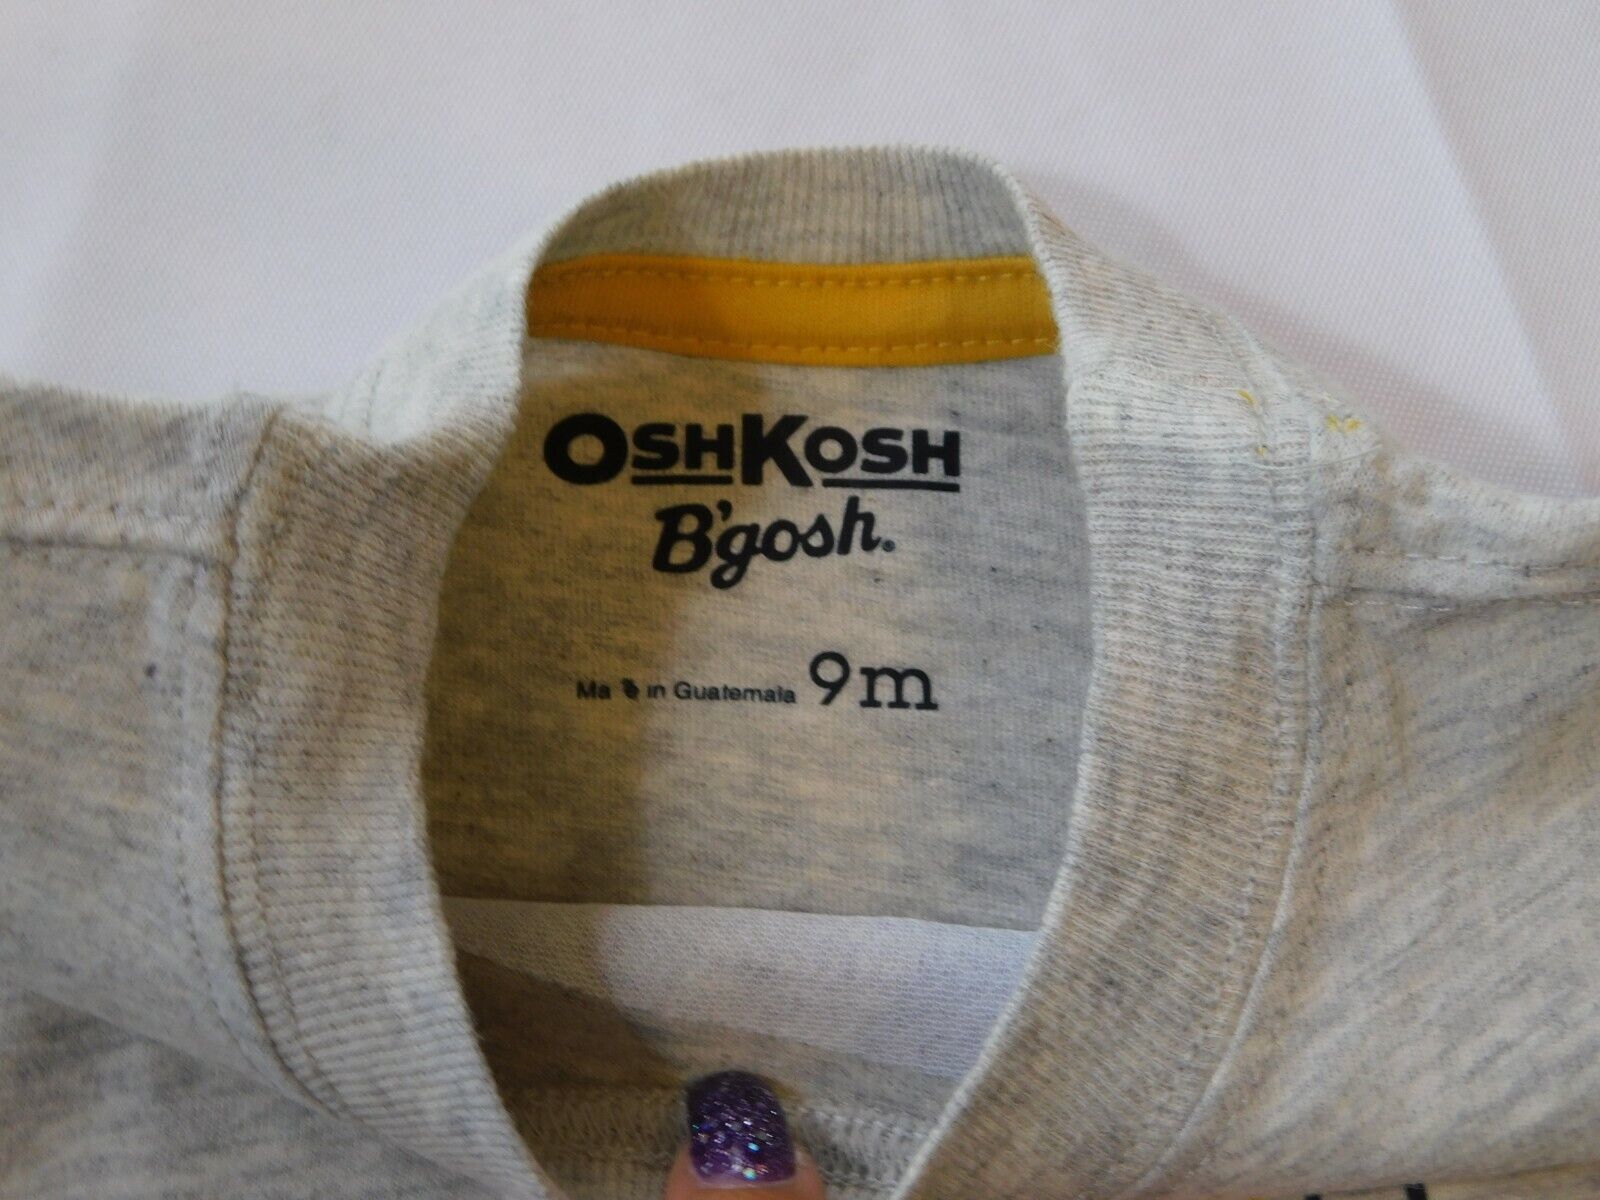 OSHKOSH
B'gosh.
in Guatemala 9m